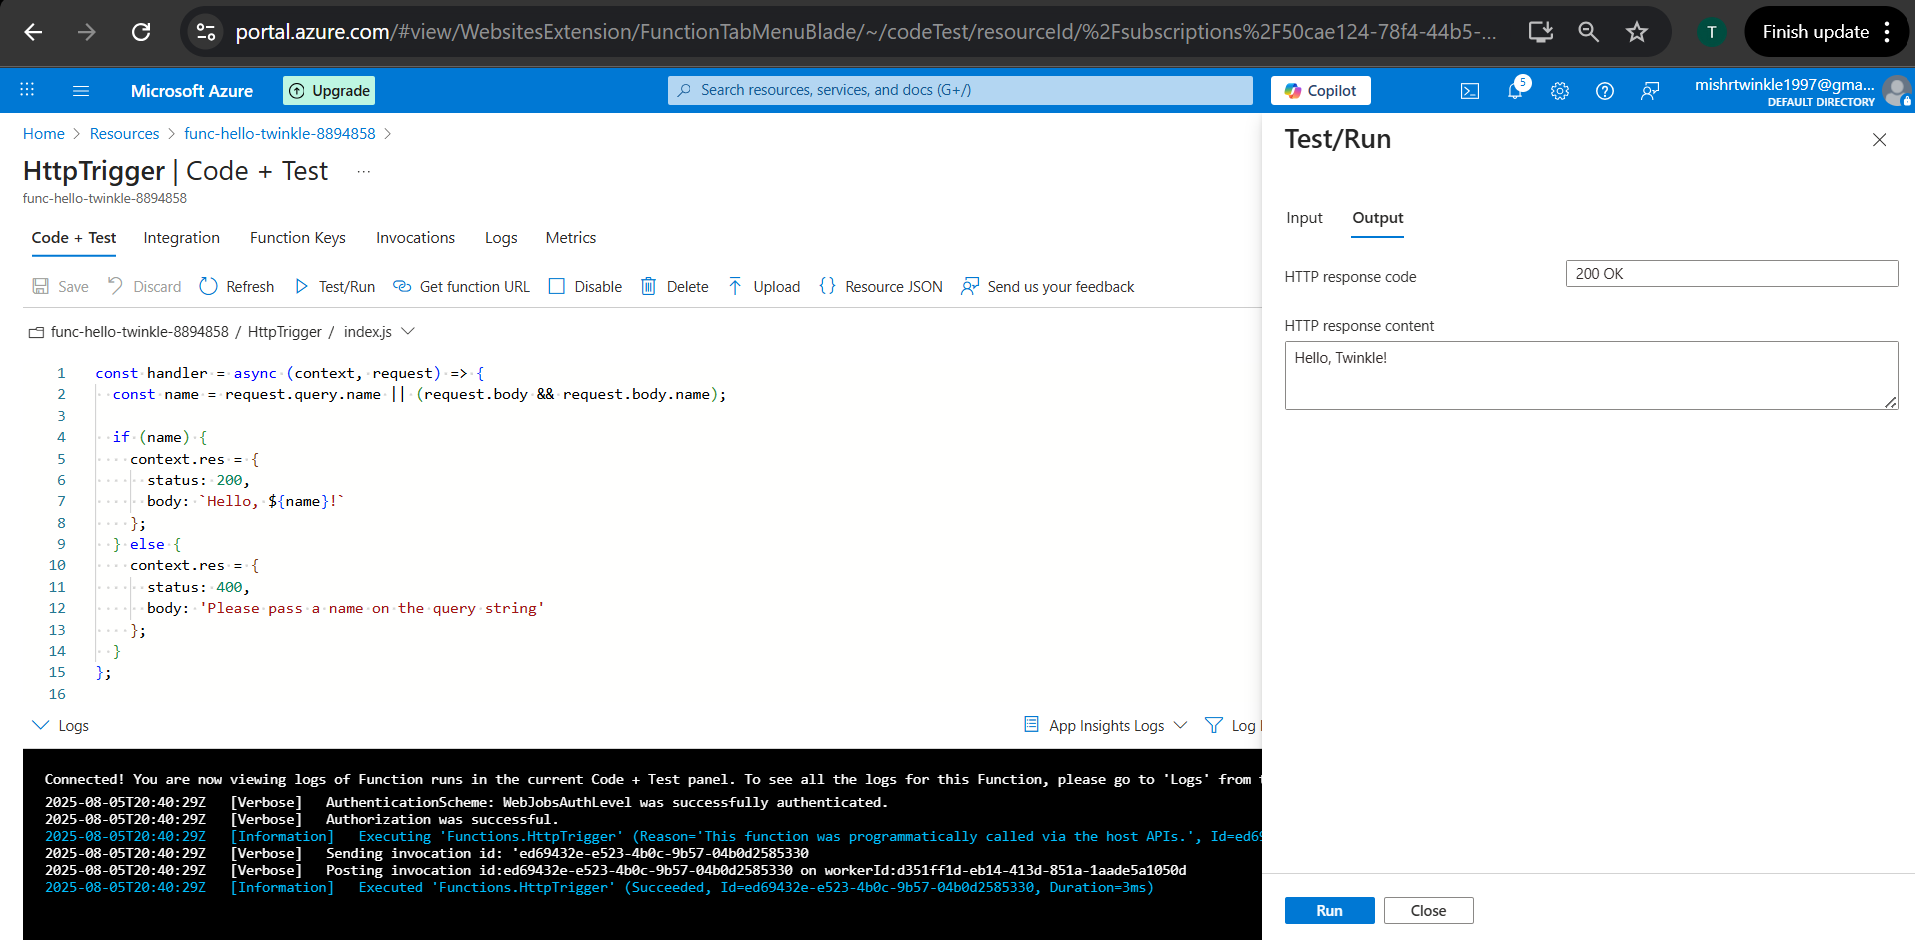 portal.azure.com/#view/WebsitesExtension/FunctionTabMenuBlade/~/codeTest/resourceId/%2Fsubscriptions%2F50cae124-78f4-44b5-...
T
Finish update
Microsoft Azure
Upgrade
Search resources, services, and docs (G+/)
Copilot
5
mishrtwinkle1997@gma...
DEFAULT DIRECTORY
Home > Resources > func-hello-twinkle-8894858 >
HttpTrigger | Code + Test ...
func-hello-twinkle-8894858
Code + Test Integration Function Keys Invocations Logs Metrics
Save Discard Refresh Test/Run Get function URL Disable Delete Upload {} Resource JSON Send us your feedback
func-hello-twinkle-8894858 / HttpTrigger / index.js
1 const handler = async (context, request) => {
2 const name = request.query.name || (request.body && request.body.name);
3
4 if (name) {
5 context.res = {
6 status: 200,
7 body: `Hello, ${name}!`
8 };
9 } else {
10 context.res = {
11 status: 400,
12 body: 'Please pass a name on the query string'
13 };
14 }
15 };
16
Logs
App Insights Logs
Log
Connected! You are now viewing logs of Function runs in the current Code + Test panel. To see all the logs for this Function, please go to 'Logs' from
2025-08-05T20:40:29Z [Verbose] AuthenticationScheme: WebJobsAuthLevel was successfully authenticated.
2025-08-05T20:40:29Z [Verbose] Authorization was successful.
2025-08-05T20:40:29Z [Information] Executing 'Functions.HttpTrigger' (Reason='This function was programmatically called via the host APIs.', Id=ed69
2025-08-05T20:40:29Z [Verbose] Sending invocation id: 'ed69432e-e523-4b0c-9b57-04b0d2585330
2025-08-05T20:40:29Z [Verbose] Posting invocation id:ed69432e-e523-4b0c-9b57-04b0d2585330 on workerId:d351ff1d-eb14-413d-851a-1aade5a1050d
2025-08-05T20:40:29Z [Information] Executed 'Functions.HttpTrigger' (Succeeded, Id=ed69432e-e523-4b0c-9b57-04b0d2585330, Duration=3ms)
Test/Run
Input Output
HTTP response code
200 OK
HTTP response content
Hello, Twinkle!
Run
Close